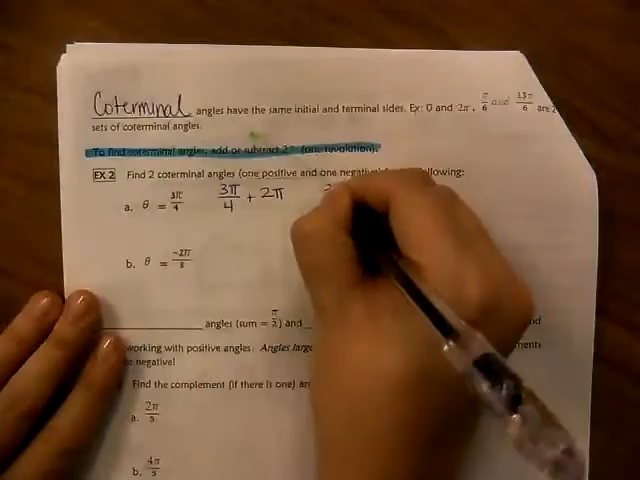 Coterminal angles have the same initial and terminal sides. Ex: 0 and 2π, π/6 and 13π/6 are 2
sets of coterminal angles.
To find coterminal angles, add or subtract 2π (one revolution).
EX 2 Find 2 coterminal angles (one positive and one negative) following:
a. θ = 3π/4 3π/4 + 2π
b. θ = -2π/3
angles (sum = π/2) and
working with positive angles. Angles
negative!
Find the complement (if there is one)
a. 2π/5
b. 4π/5